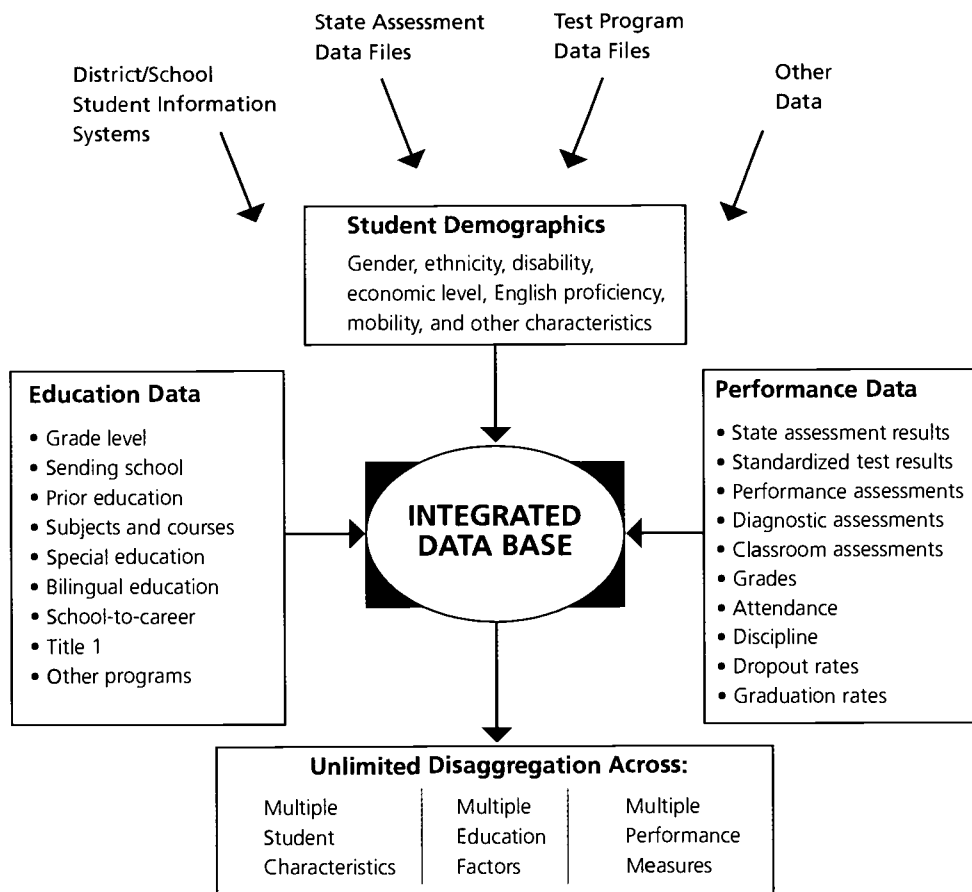 State Assessment
Data Files
Test Program
Data Files
District/School
Student Information
Systems
Other
Data
Student Demographics
Gender, ethnicity, disability,
economic level, English proficiency,
mobility, and other characteristics
Education Data
• Grade level
• Sending school
• Prior education
• Subjects and courses
• Special education
• Bilingual education
• School-to-career
• Title 1
• Other programs
INTEGRATED
DATA BASE
Performance Data
• State assessment results
• Standardized test results
• Performance assessments
• Diagnostic assessments
• Classroom assessments
• Grades
• Attendance
• Discipline
• Dropout rates
• Graduation rates
Unlimited Disaggregation Across:
Multiple
Student
Characteristics
Multiple
Education
Factors
Multiple
Performance
Measures